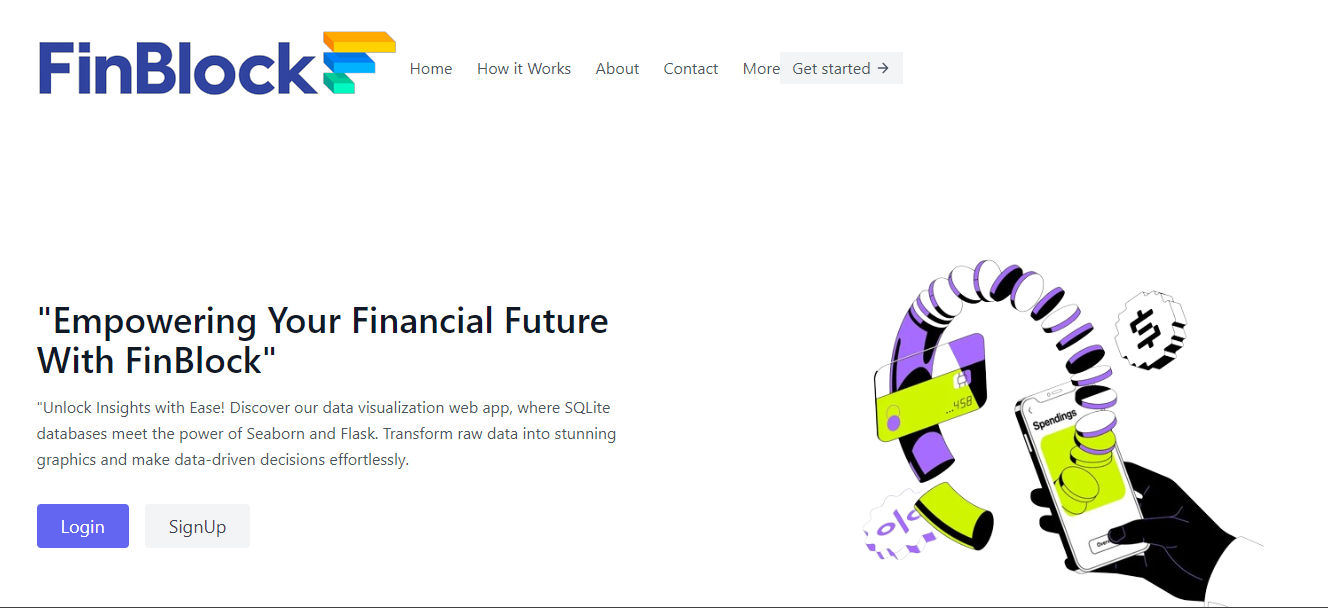 FinBlock
Home How it Works About Contact More Get started →
"Empowering Your Financial Future
With FinBlock"
"Unlock Insights with Ease! Discover our data visualization web app, where SQLite
databases meet the power of Seaborn and Flask. Transform raw data into stunning
graphics and make data-driven decisions effortlessly.
Login SignUp
...458
$
Spendings